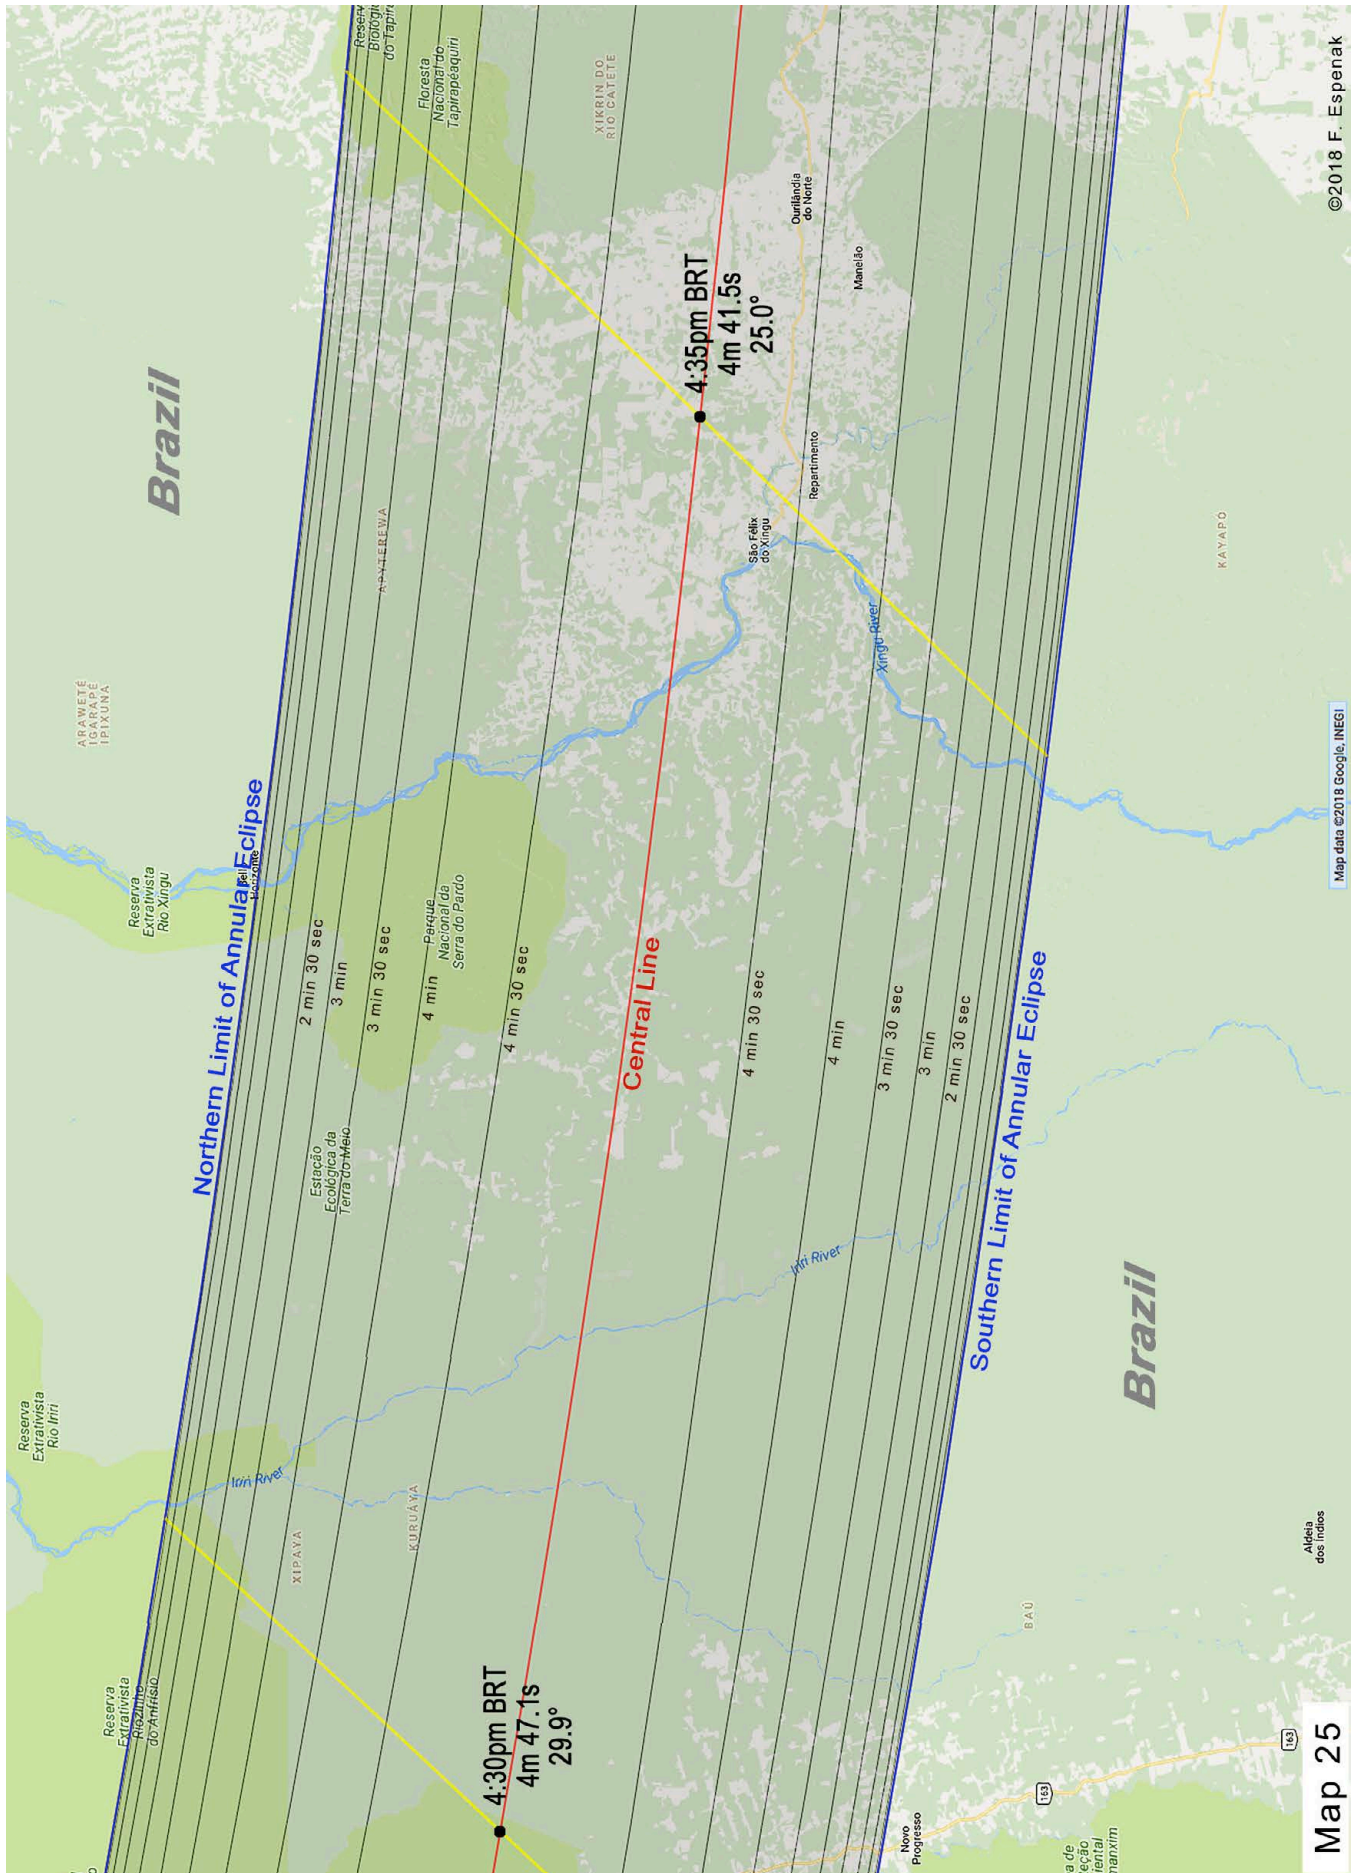 Reserva
Extrativista
Rio Iriri
ARAWETÉ
IGARAPÉ
IPIXUNA
Reserva
Extrativista
Riozinho
do Anfrísio
Reserva
Extrativista
Rio Xingu
Brazil
Northern Limit of Annular Eclipse
Horizonte
Iriri River
XIPAYA
2 min 30 sec
3 min
3 min 30 sec
4 min
4 min 30 sec
Estação
Ecológica da
Terra do Meio
APYTEREWA
Floresta
Nacional do
Tapirapéaquiri
KURUÁYA
Parque
Nacional da
Serra do Pardo
XIKRIN DO
RIO CATETE
4:30pm BRT
4m 47.1s
29.9°
Central Line
4:35pm BRT
4m 41.5s
25.0°
4 min 30 sec
4 min
3 min 30 sec
3 min
2 min 30 sec
São Félix
do Xingu
Ourilândia
do Norte
Repartimento
Manelão
Iriri River
Xingu River
Novo
Progresso
Southern Limit of Annular Eclipse
BAÚ
163
Brazil
KAYAPÓ
163
Aldeia
dos Índios
Map 25
Map data ©2018 Google, INEGI
©2018 F. Espenak